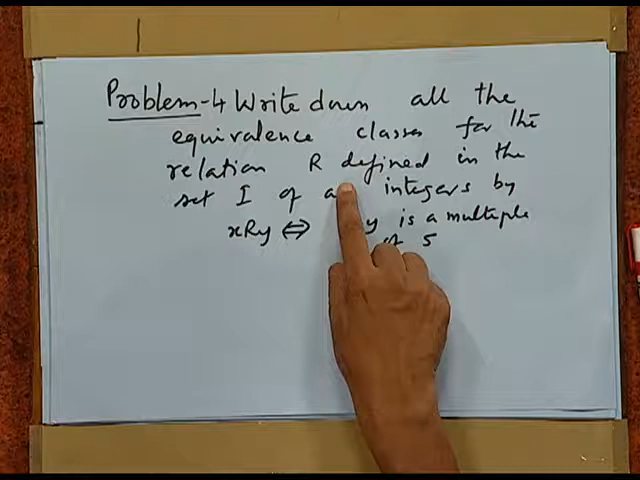 Problem-4 Write down all the
equivalence classes for the
relation R defined in the
set I of integers by
xRy ⇔ y is a multiple
of 5